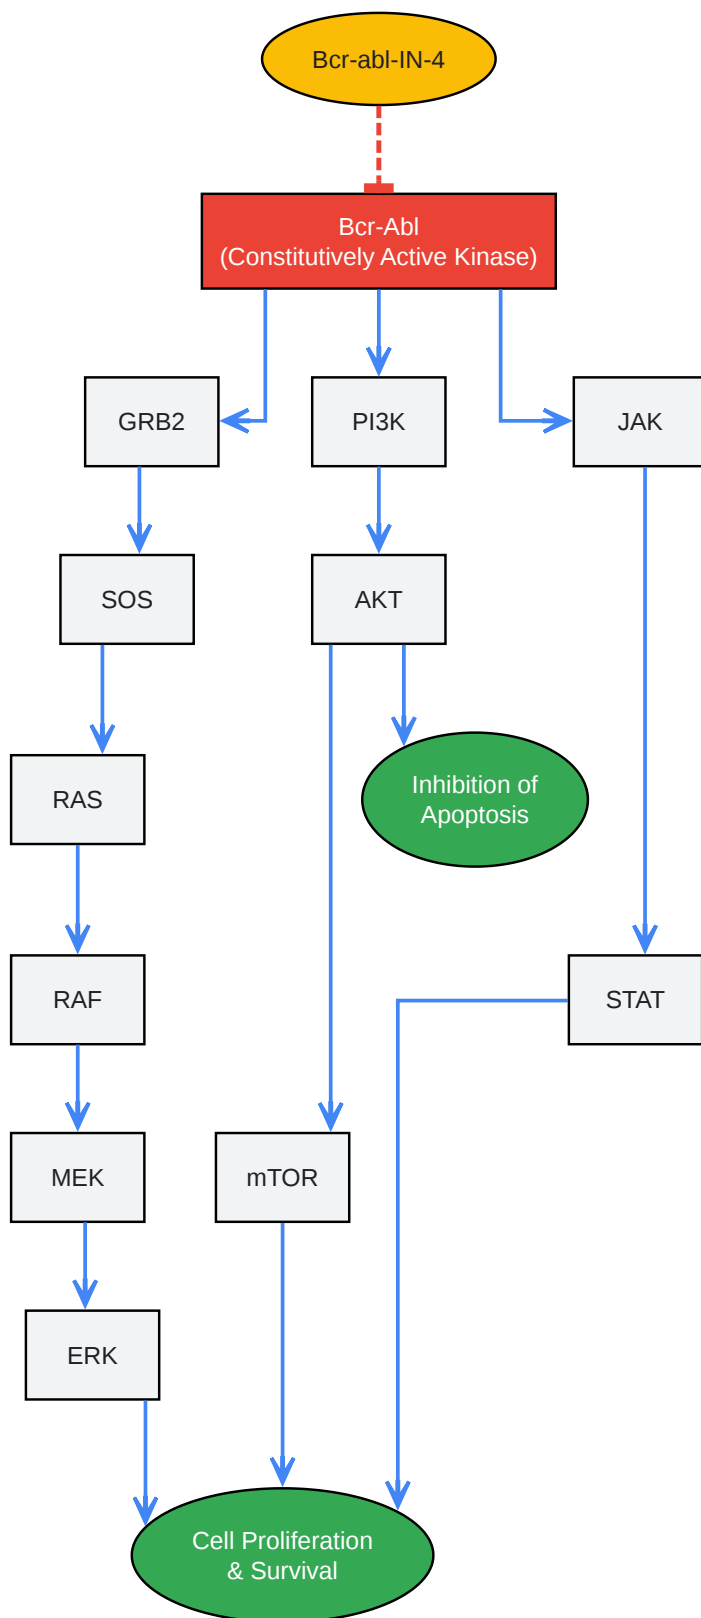 Bcr-abl-IN-4
Bcr-Abl
(Constitutively Active Kinase)
GRB2
PI3K
JAK
SOS
AKT
RAS
Inhibition of
Apoptosis
RAF
STAT
MEK
mTOR
ERK
Cell Proliferation
& Survival